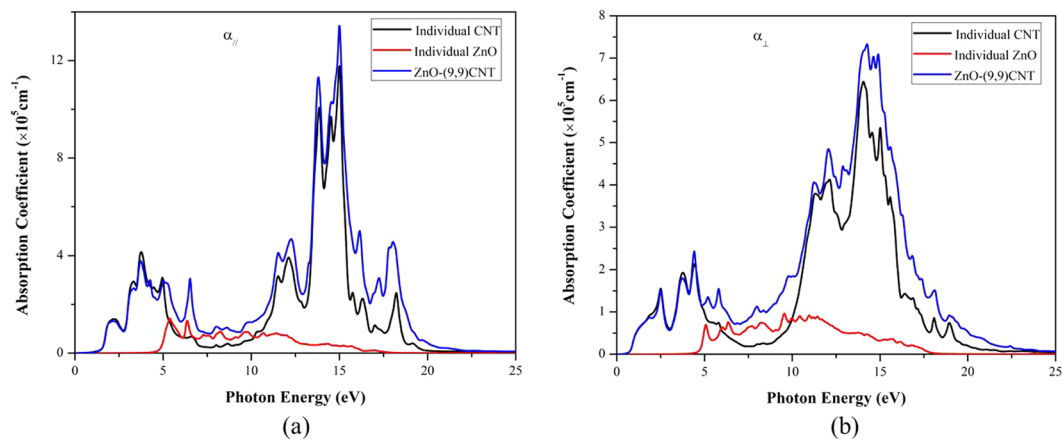 α//
Individual CNT
Individual ZnO
ZnO-(9,9)CNT
12
8
4
0
0
5
10
15
20
25
Absorption Coefficient (×10⁵cm⁻¹)
Photon Energy (eV)
(a)
α⊥
Individual CNT
Individual ZnO
ZnO-(9,9)CNT
8
7
6
5
4
3
2
1
0
0
5
10
15
20
25
Absorption Coefficient (×10⁵cm⁻¹)
Photon Energy (eV)
(b)